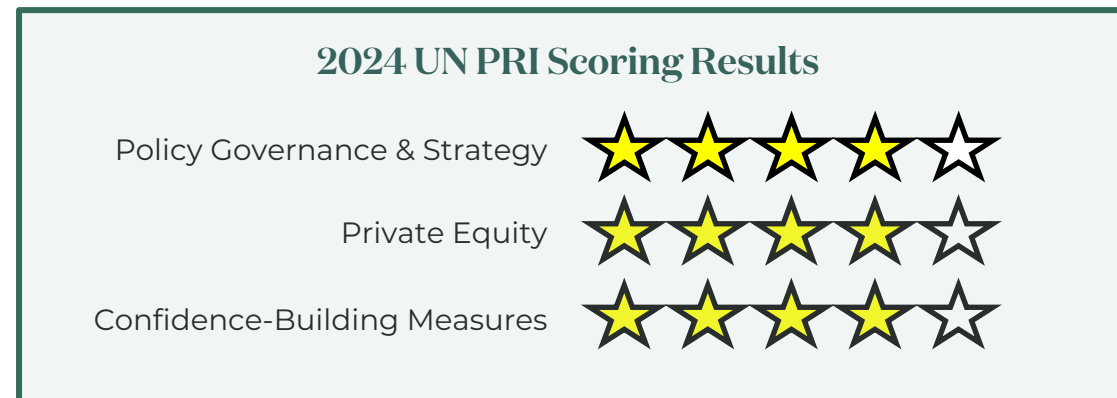 2024 UN PRI Scoring Results
Policy Governance & Strategy
Private Equity
Confidence-Building Measures